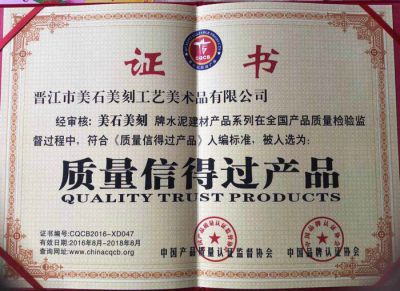 CQCB
证 书
晋江市美石美刻工艺美术品有限公司
经审核：美石美刻 牌水泥建材产品系列在全国产品质量检验监
督过程中，符合《质量信得过产品》入编标准，被入选为：
质量信得过产品
QUALITY TRUST PRODUCTS
证书编号:CQCB2016-XD047
有效日期:2016年8月-2018年8月
查询网址:www.chinacqcb.org
中国产品质量认证监督协会
中国品牌认证协会